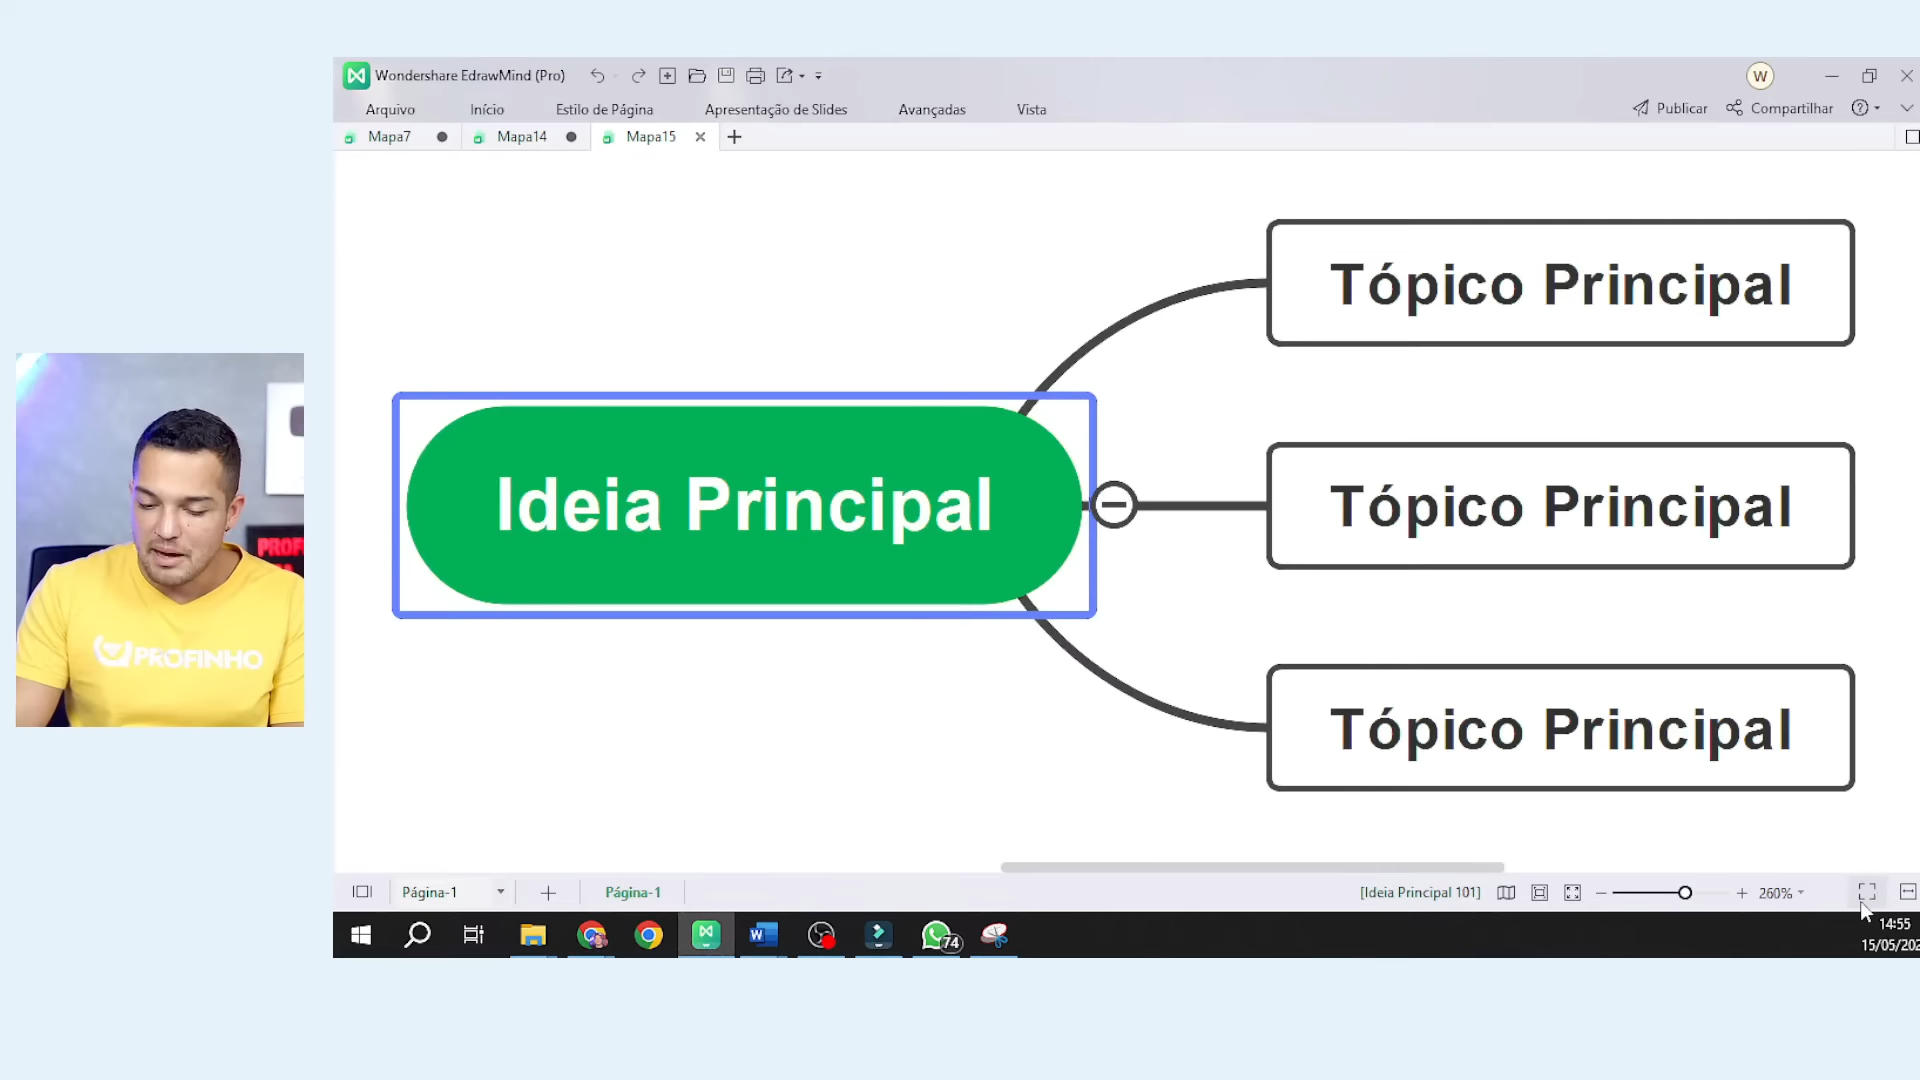 Wondershare EdrawMind (Pro)
W
Arquivo Início Estilo de Página Apresentação de Slides Avançadas Vista
Publicar Compartilhar
Mapa7 Mapa14 Mapa15
Tópico Principal
Ideia Principal
Tópico Principal
Tópico Principal
PROFINHO
Página-1 Página-1 [Ideia Principal 101] 260%
74
14:55
15/05/202